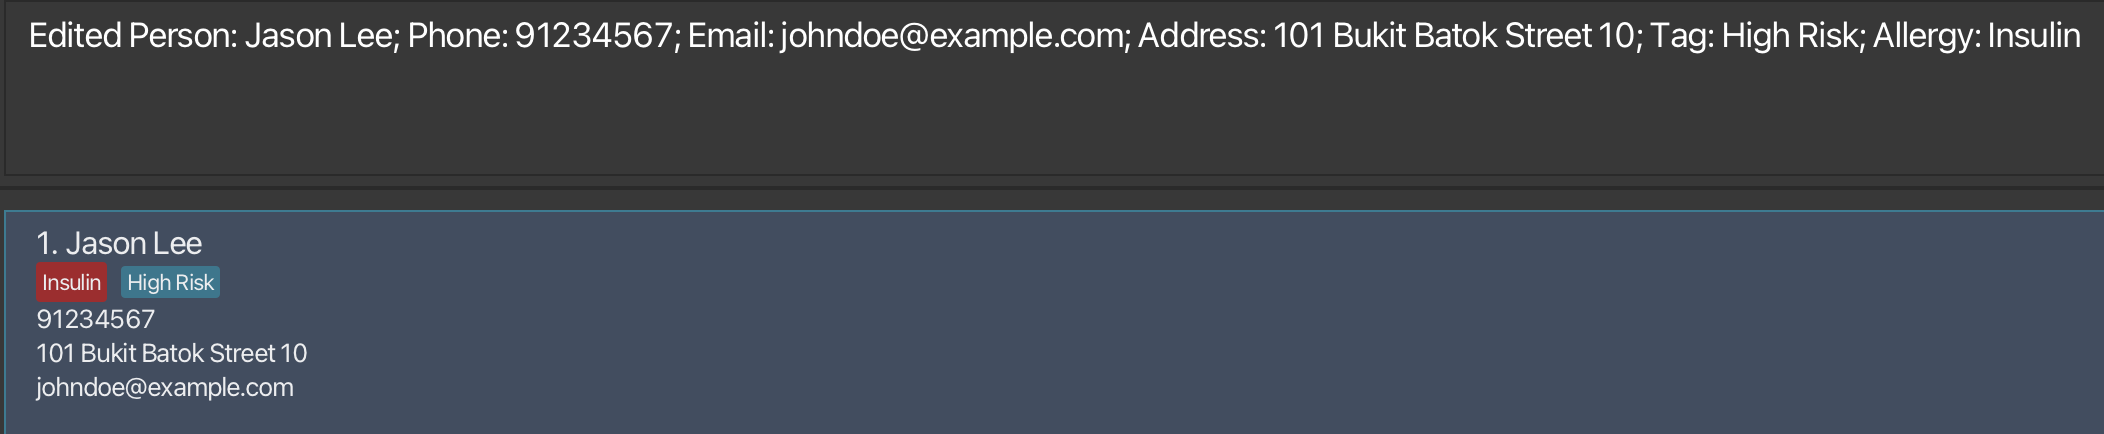 Edited Person: Jason Lee; Phone: 91234567; Email: johndoe@example.com; Address: 101 Bukit Batok Street 10; Tag: High Risk; Allergy: Insulin
1. Jason Lee
Insulin High Risk
91234567
101 Bukit Batok Street 10
johndoe@example.com